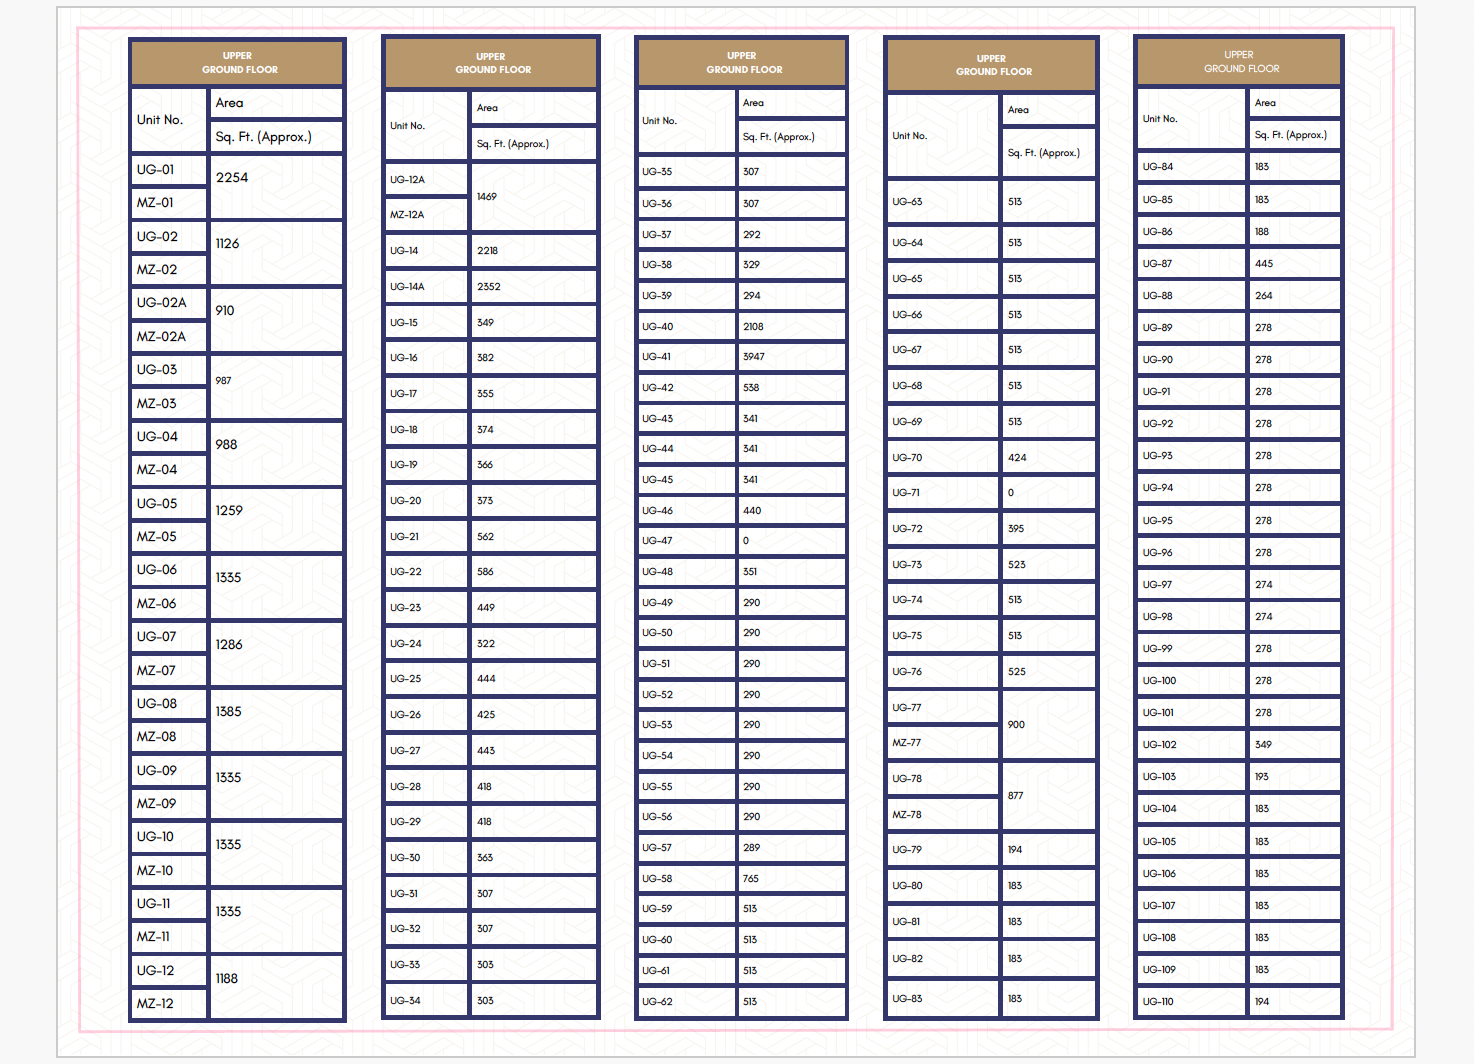 UPPER
GROUND FLOOR
Unit No.
Area
Sq. Ft. (Approx.)
UG-01
2254
MZ-01
UG-02
1126
MZ-02
UG-02A
910
MZ-02A
UG-03
987
MZ-03
UG-04
988
MZ-04
UG-05
1259
MZ-05
UG-06
1335
MZ-06
UG-07
1286
MZ-07
UG-08
1385
MZ-08
UG-09
1335
MZ-09
UG-10
1335
MZ-10
UG-11
1335
MZ-11
UG-12
1188
MZ-12
UPPER
GROUND FLOOR
Unit No.
Area
Sq. Ft. (Approx.)
UG-12A
1469
MZ-12A
UG-14 2218
UG-14A 2352
UG-15 349
UG-16 382
UG-17 355
UG-18 374
UG-19 366
UG-20 373
UG-21 562
UG-22 586
UG-23 449
UG-24 322
UG-25 444
UG-26 425
UG-27 443
UG-28 418
UG-29 418
UG-30 363
UG-31 307
UG-32 307
UG-33 303
UG-34 303
UPPER
GROUND FLOOR
Unit No.
Area
Sq. Ft. (Approx.)
UG-35 307
UG-36 307
UG-37 292
UG-38 329
UG-39 294
UG-40 2108
UG-41 3947
UG-42 538
UG-43 341
UG-44 341
UG-45 341
UG-46 440
UG-47 0
UG-48 351
UG-49 290
UG-50 290
UG-51 290
UG-52 290
UG-53 290
UG-54 290
UG-55 290
UG-56 290
UG-57 289
UG-58 765
UG-59 513
UG-60 513
UG-61 513
UG-62 513
UPPER
GROUND FLOOR
Unit No.
Area
Sq. Ft. (Approx.)
UG-63 513
UG-64 513
UG-65 513
UG-66 513
UG-67 513
UG-68 513
UG-69 513
UG-70 424
UG-71 0
UG-72 395
UG-73 523
UG-74 513
UG-75 513
UG-76 525
UG-77
900
MZ-77
UG-78
877
MZ-78
UG-79 194
UG-80 183
UG-81 183
UG-82 183
UG-83 183
UPPER
GROUND FLOOR
Unit No.
Area
Sq. Ft. (Approx.)
UG-84 183
UG-85 183
UG-86 188
UG-87 445
UG-88 264
UG-89 278
UG-90 278
UG-91 278
UG-92 278
UG-93 278
UG-94 278
UG-95 278
UG-96 278
UG-97 274
UG-98 274
UG-99 278
UG-100 278
UG-101 278
UG-102 349
UG-103 193
UG-104 183
UG-105 183
UG-106 183
UG-107 183
UG-108 183
UG-109 183
UG-110 194